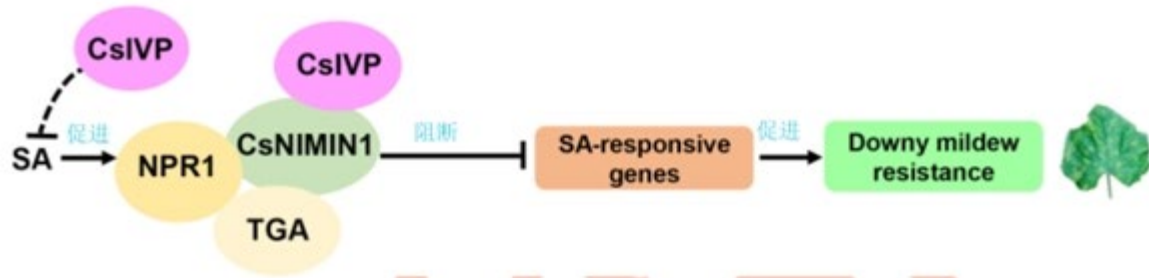 CsIVP
CsIVP
促进
阻断
促进
SA
NPR1
CsNIMIN1
TGA
SA-responsive
genes
Downy mildew
resistance